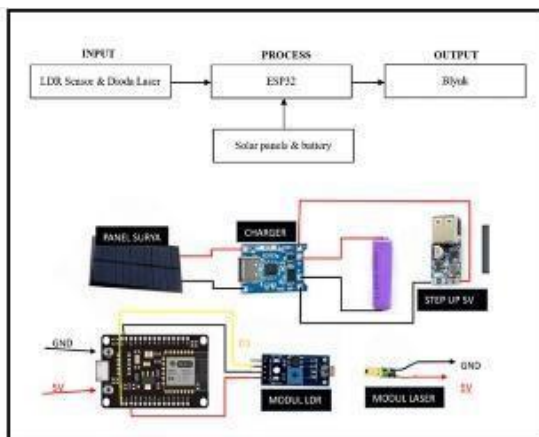 INPUT
PROCESS
OUTPUT
LDR Sensor & Dioda Laser
ESP32
Blynk
Solar panels & battery
PANEL SURYA
CHARGER
STEP UP 5V
GND
5V
MODUL LDR
MODUL LASER
GND
5V